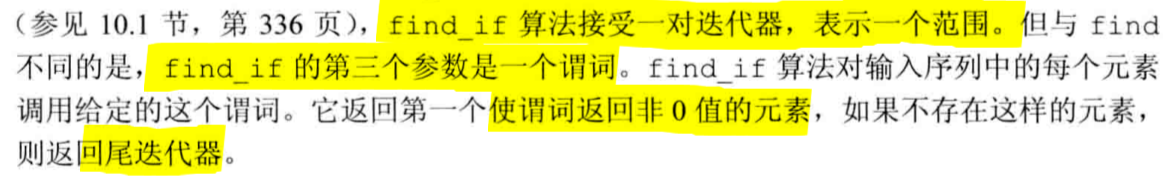 （参见 10.1 节，第 336 页），find_if 算法接受一对迭代器，表示一个范围。但与 find
不同的是，find_if 的第三个参数是一个谓词。find_if 算法对输入序列中的每个元素
调用给定的这个谓词。它返回第一个使谓词返回非 0 值的元素，如果不存在这样的元素，
则返回尾迭代器。